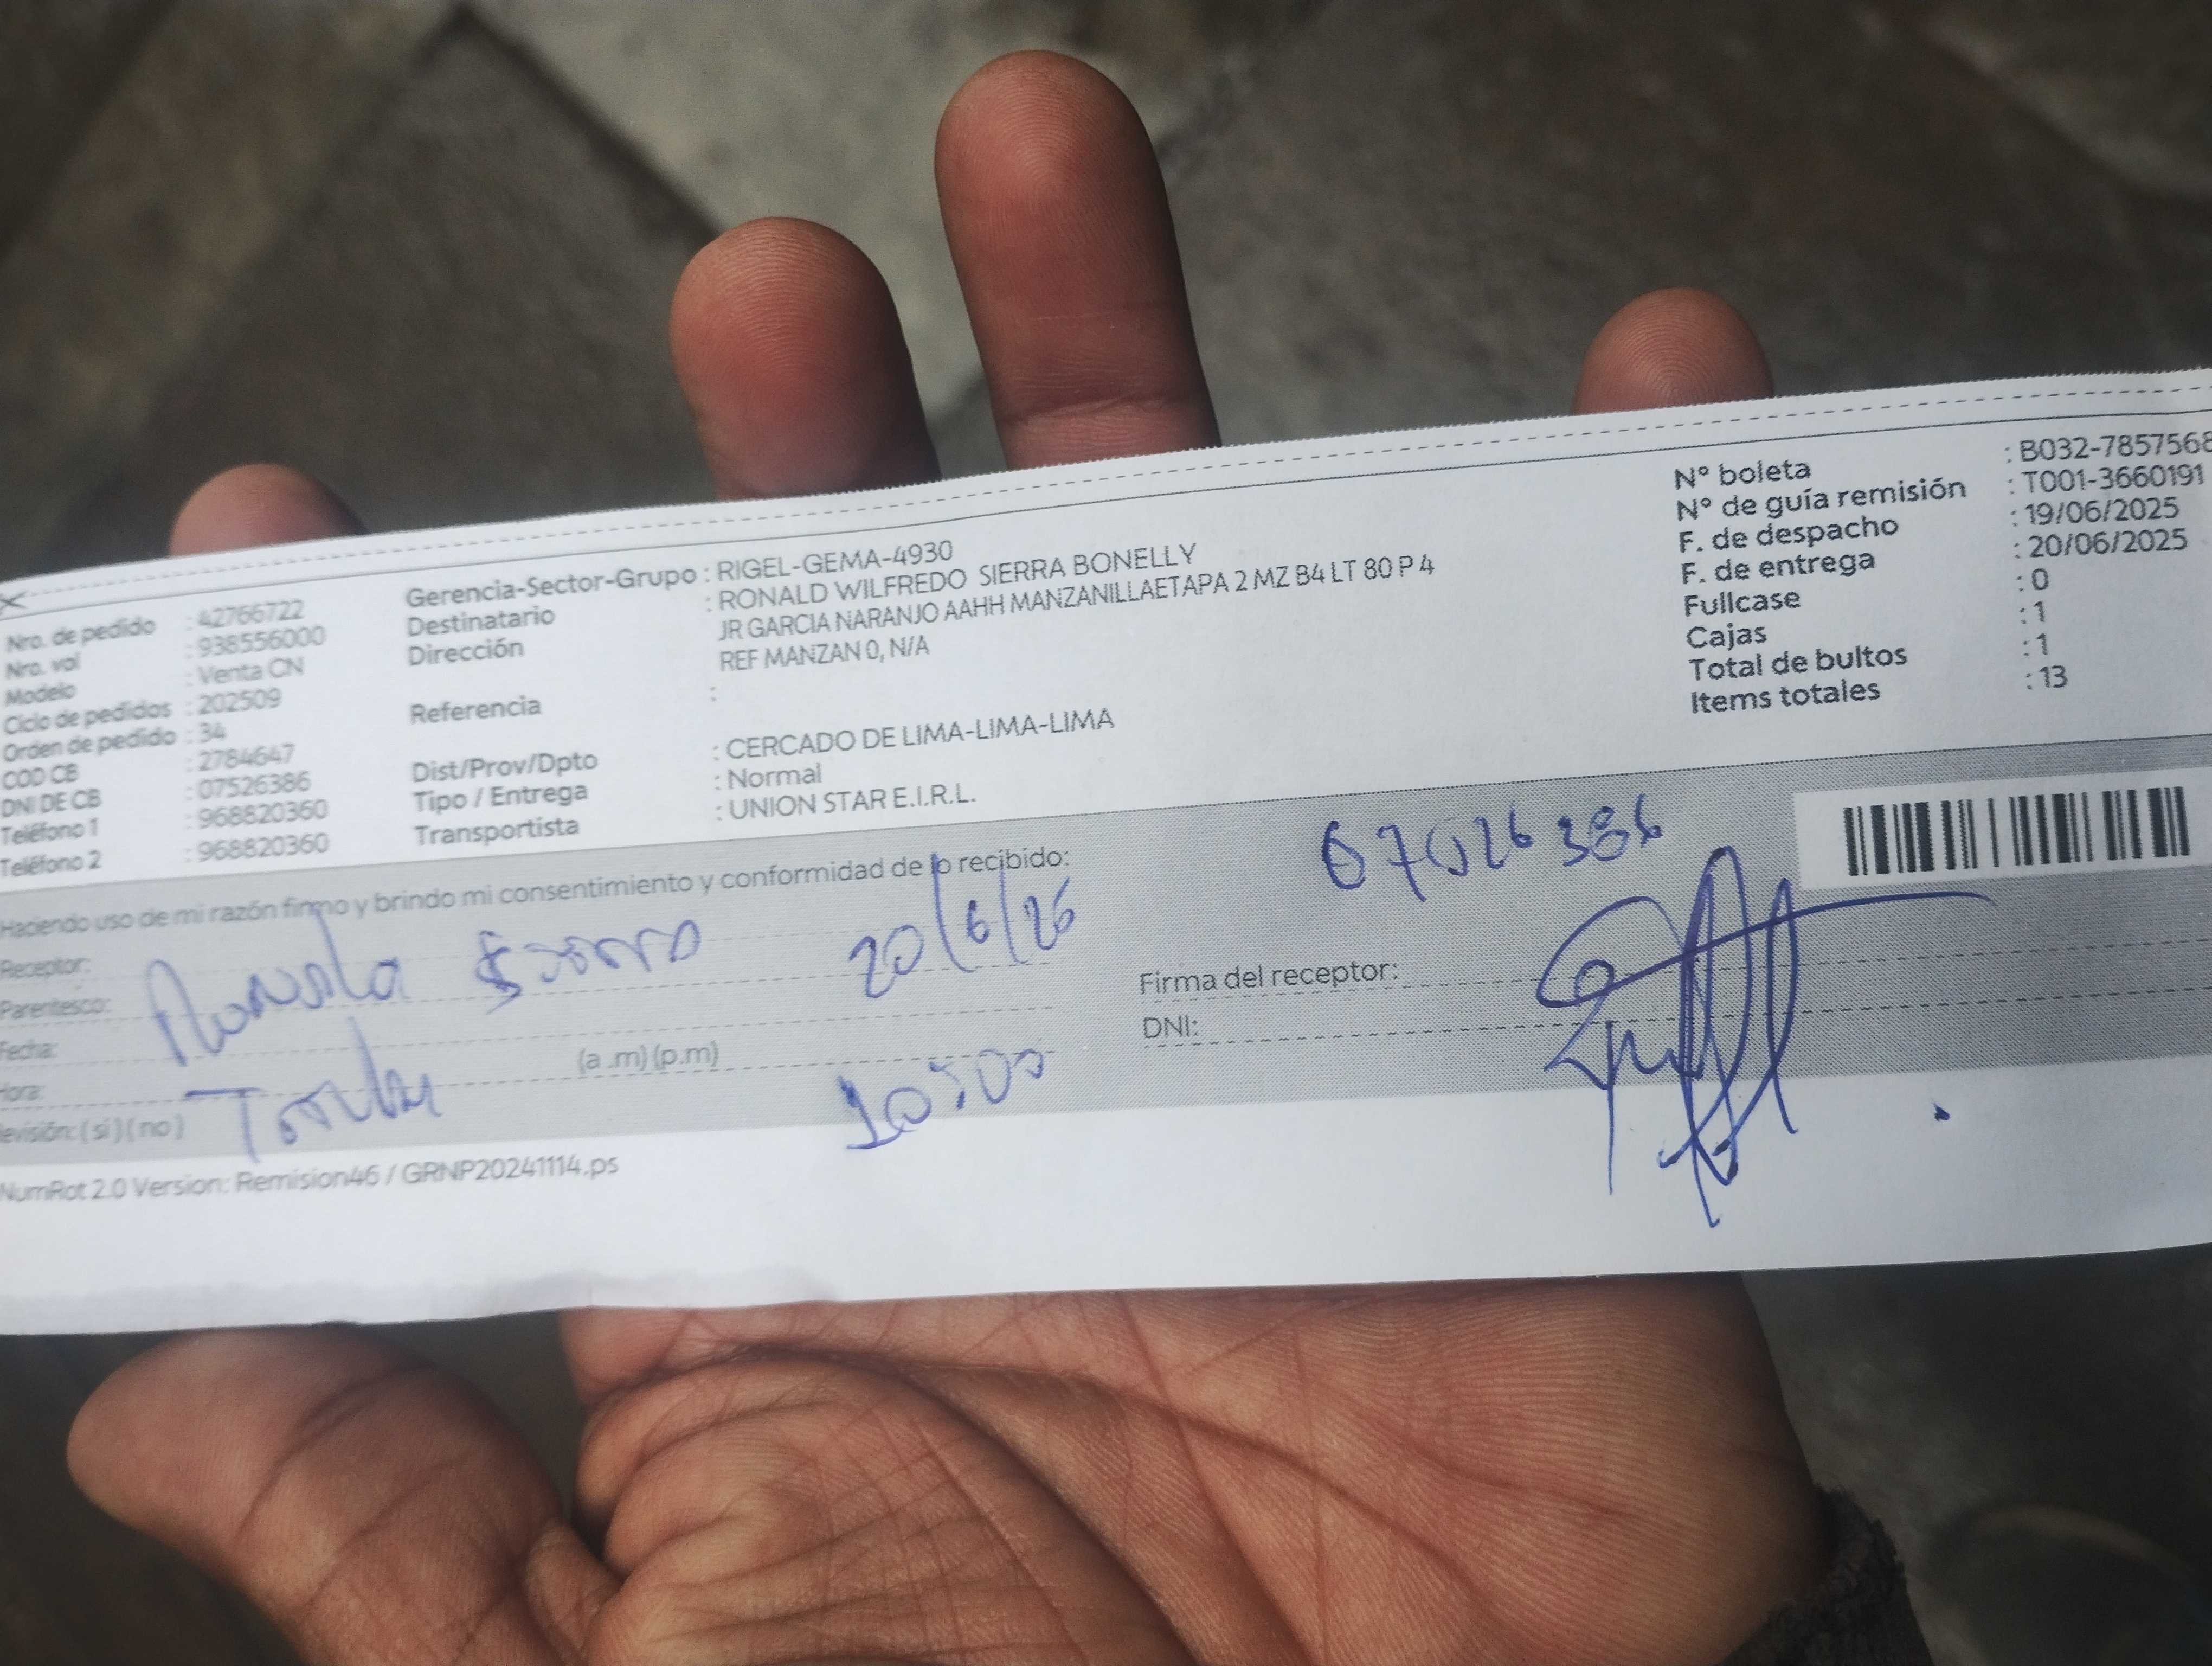 Nro. de pedido : 42766722
Nro. vol : 938556000
Modelo : Venta CN
Ciclo de pedidos : 202509
Orden de pedido : 34
COD CB : 2784647
DNI DE CB : 07526386
Teléfono 1 : 968820360
Teléfono 2 : 968820360
Gerencia-Sector-Grupo : RIGEL-GEMA-4930
Destinatario : RONALD WILFREDO SIERRA BONELLY
Dirección JR GARCIA NARANJO AAHH MANZANILLAETAPA 2 MZ B4 LT 80 P 4
REF MANZAN 0, N/A
Referencia :
Dist/Prov/Dpto : CERCADO DE LIMA-LIMA-LIMA
Tipo / Entrega : Normal
Transportista : UNION STAR E.I.R.L.
N° boleta : B032-7857568
N° de guía remisión : T001-3660191
F. de despacho : 19/06/2025
F. de entrega : 20/06/2025
Fullcase : 0
Cajas : 1
Total de bultos : 1
Items totales : 13
Haciendo uso de mi razón firmo y brindo mi consentimiento y conformidad de lo recibido:
Receptor:
Parentesco:
Fecha: 20/6/
Hora: (a .m) (p.m)
evisión: ( si ) ( no )
Firma del receptor:
DNI:
NumRot 2.0 Version: Remision46 / GRNP20241114.ps